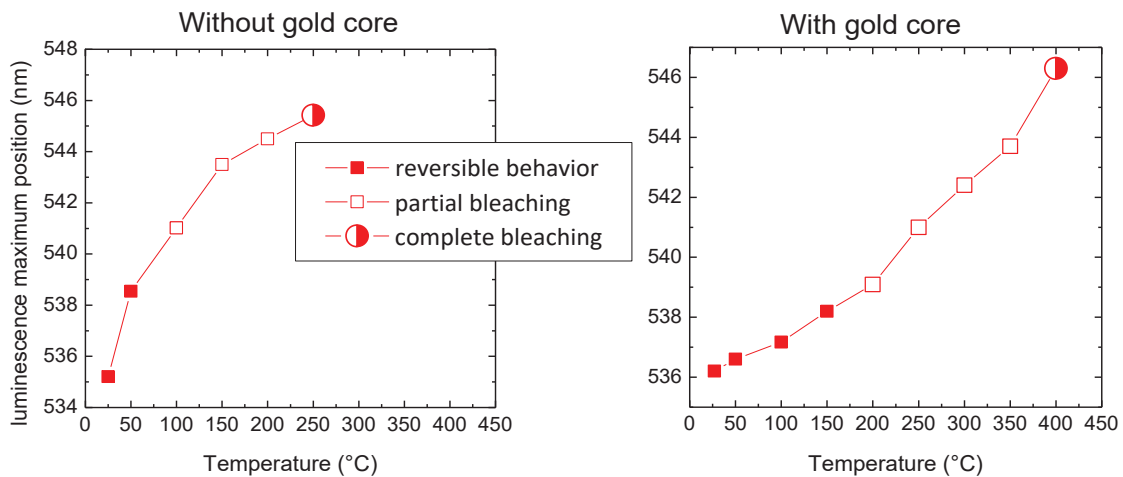 Without gold core
With gold core
luminescence maximum position (nm)
548
546
544
542
540
538
536
534
0 50 100 150 200 250 300 350 400 450
Temperature (°C)
reversible behavior
partial bleaching
complete bleaching
546
544
542
540
538
536
0 50 100 150 200 250 300 350 400 450
Temperature (°C)